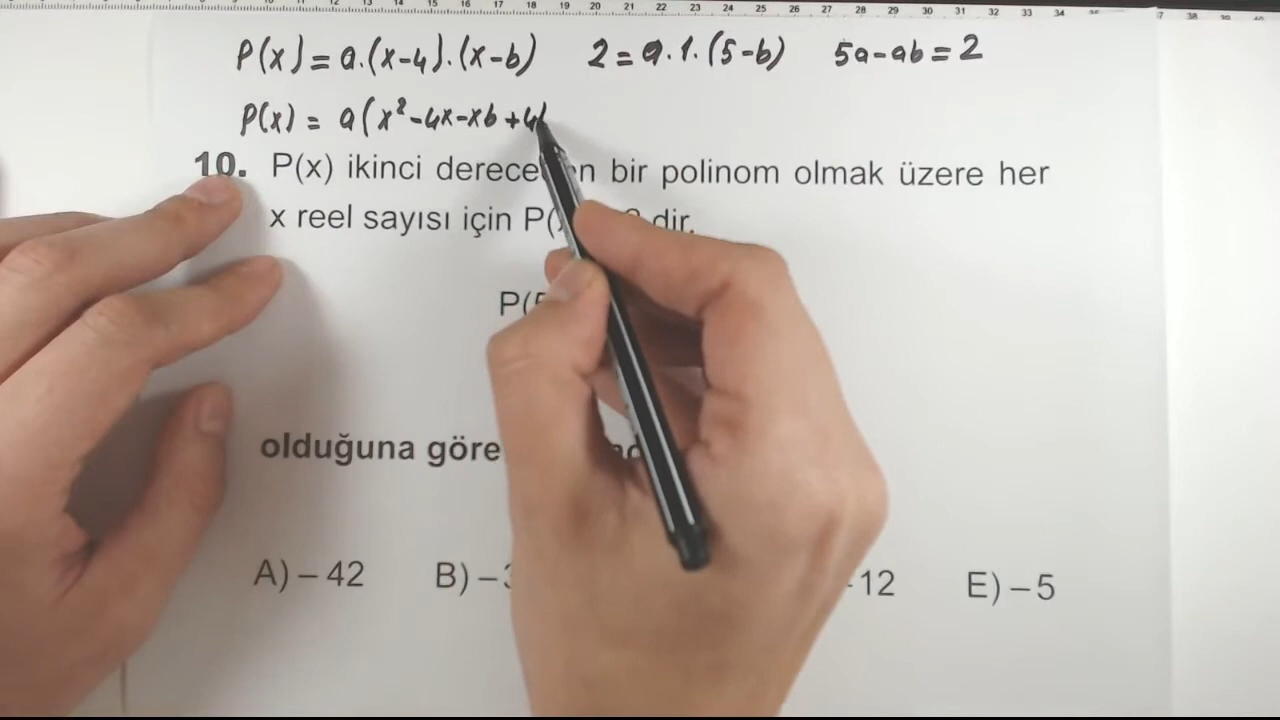 P(x) = a.(x-4).(x-b) 2 = a.1.(5-b) 5a-ab = 2
P(x) = a(x²-4x-xb+4
10. P(x) ikinci bir polinom olmak üzere her
x reel sayısı için dir.
olduğuna göre
A) – 42 B) 12 E) – 5